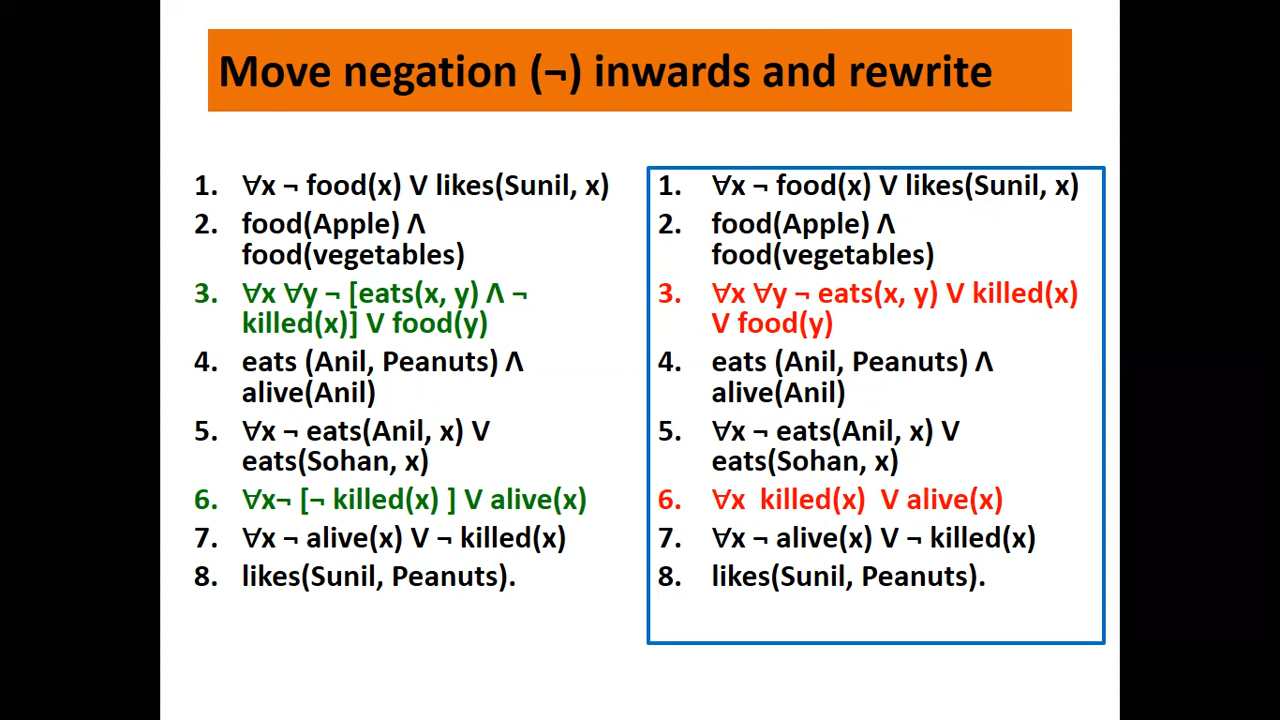 Move negation (¬) inwards and rewrite
1. ∀x ¬ food(x) V likes(Sunil, x)
2. food(Apple) Λ
food(vegetables)
3. ∀x ∀y ¬ [eats(x, y) Λ ¬
killed(x)] V food(y)
4. eats (Anil, Peanuts) Λ
alive(Anil)
5. ∀x ¬ eats(Anil, x) V
eats(Sohan, x)
6. ∀x¬ [¬ killed(x) ] V alive(x)
7. ∀x ¬ alive(x) V ¬ killed(x)
8. likes(Sunil, Peanuts).
1. ∀x ¬ food(x) V likes(Sunil, x)
2. food(Apple) Λ
food(vegetables)
3. ∀x ∀y ¬ eats(x, y) V killed(x)
V food(y)
4. eats (Anil, Peanuts) Λ
alive(Anil)
5. ∀x ¬ eats(Anil, x) V
eats(Sohan, x)
6. ∀x killed(x) V alive(x)
7. ∀x ¬ alive(x) V ¬ killed(x)
8. likes(Sunil, Peanuts).